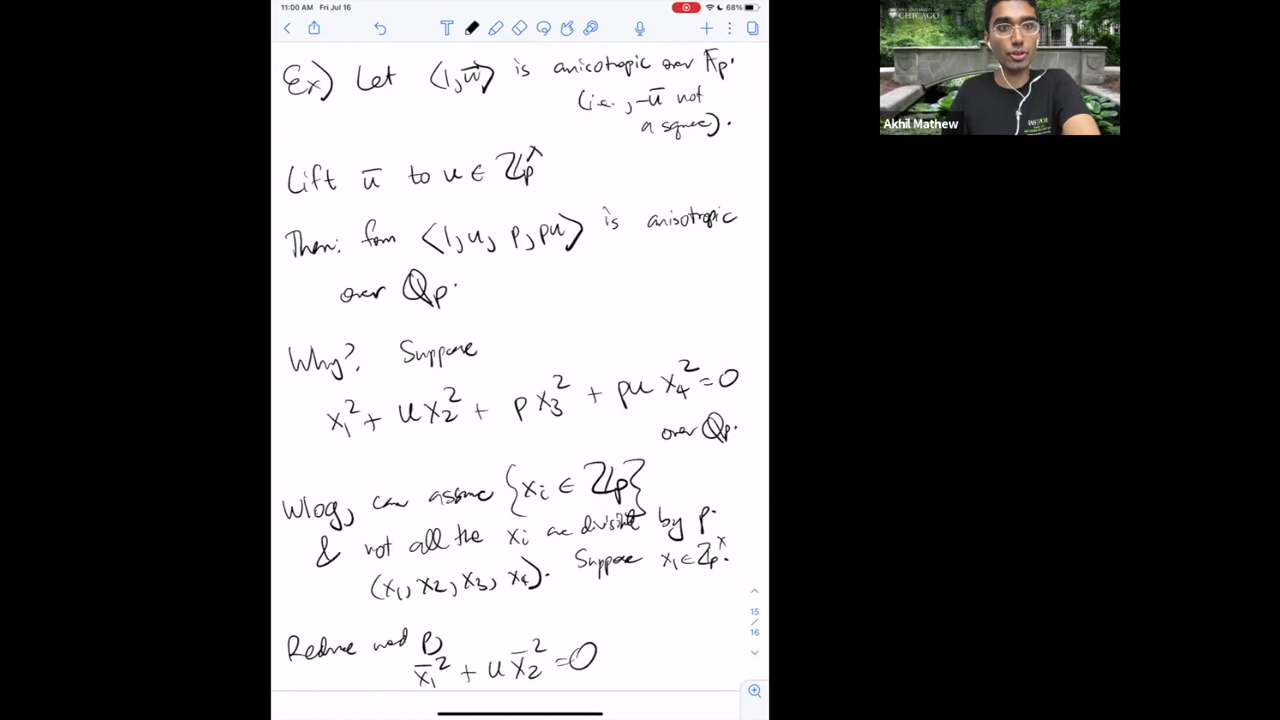 11:00 AM Fri Jul 16
68%
CHICAGO
Akhil Mathew
Ex) Let ⟨1, ū⟩ is anisotropic over 𝔽p.
(i.e., -ū not
a square).
Lift ū to u ∈ ℤp^×
Then: form ⟨1, u, p, pu⟩ is anisotropic
over ℚp.
Why? Suppose
x₁² + ux₂² + px₃² + pux₄² = 0
over ℚp.
Wlog, can assume {xᵢ ∈ ℤp}
& not all the xᵢ are divisible by p.
(x₁, x₂, x₃, x₄). Suppose x₁ ∈ ℤp^×.
Reduce mod p
x̄₁² + u x̄₂² = 0
15
/
16